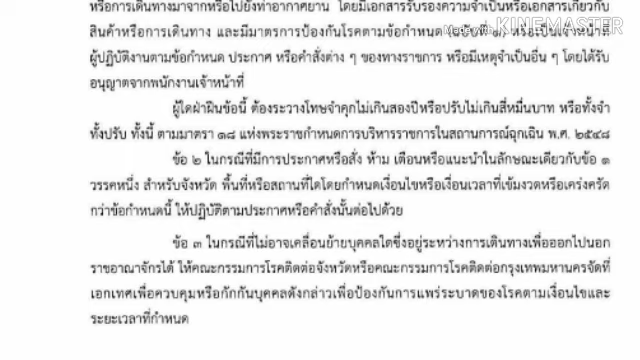 หรือการเดินทางมาจากหรือไปยังท่าอากาศยาน โดยมีเอกสารรับรองความจำเป็นหรือเอกสารเกี่ยวกับ
สินค้าหรือการเดินทาง และมีมาตรการป้องกันโรคตามข้อกำหนด (ฉบับที่ ๑) หรือเป็นเจ้าหน้าที่
Made with KINEMASTER
ผู้ปฏิบัติงานตามข้อกำหนด ประกาศ หรือคำสั่งต่าง ๆ ของทางราชการ หรือมีเหตุจำเป็นอื่น ๆ โดยได้รับ
อนุญาตจากพนักงานเจ้าหน้าที่
ผู้ใดฝ่าฝืนข้อนี้ ต้องระวางโทษจำคุกไม่เกินสองปีหรือปรับไม่เกินสี่หมื่นบาท หรือทั้งจำ
ทั้งปรับ ทั้งนี้ ตามมาตรา ๑๘ แห่งพระราชกำหนดการบริหารราชการในสถานการณ์ฉุกเฉิน พ.ศ. ๒๕๔๘
ข้อ ๒ ในกรณีที่มีการประกาศหรือสั่ง ห้าม เตือนหรือแนะนำในลักษณะเดียวกับข้อ ๑
วรรคหนึ่ง สำหรับจังหวัด พื้นที่หรือสถานที่ใดโดยกำหนดเงื่อนไขหรือเงื่อนเวลาที่เข้มงวดหรือเคร่งครัด
กว่าข้อกำหนดนี้ ให้ปฏิบัติตามประกาศหรือคำสั่งนั้นต่อไปด้วย
ข้อ ๓ ในกรณีที่ไม่อาจเคลื่อนย้ายบุคคลใดซึ่งอยู่ระหว่างการเดินทางเพื่อออกไปนอก
ราชอาณาจักรได้ ให้คณะกรรมการโรคติดต่อจังหวัดหรือคณะกรรมการโรคติดต่อกรุงเทพมหานครจัดที่
เอกเทศเพื่อควบคุมหรือกักกันบุคคลดังกล่าวเพื่อป้องกันการแพร่ระบาดของโรคตามเงื่อนไขและ
ระยะเวลาที่กำหนด